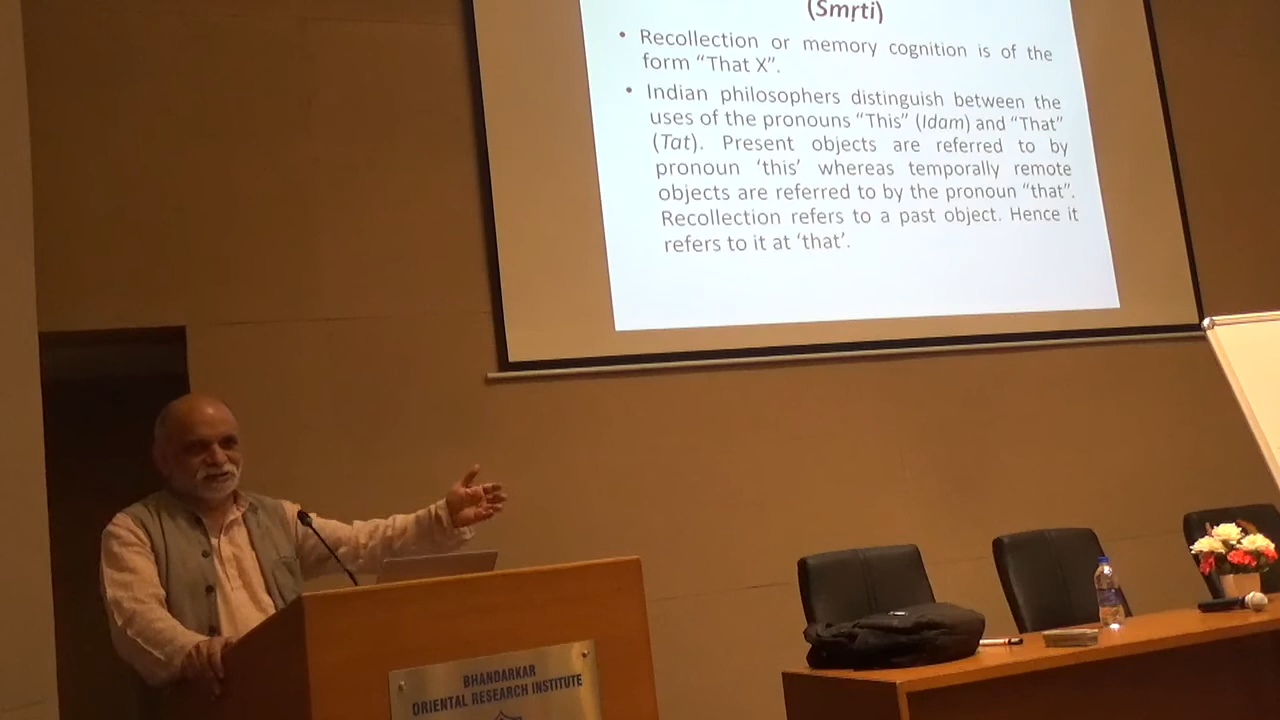 (Smṛti)
• Recollection or memory cognition is of the
form “That X”.
• Indian philosophers distinguish between the
uses of the pronouns “This” (Idam) and “That”
(Tat). Present objects are referred to by
pronoun ‘this’ whereas temporally remote
objects are referred to by the pronoun “that”.
Recollection refers to a past object. Hence it
refers to it at ‘that’.
BHANDARKAR
ORIENTAL RESEARCH INSTITUTE